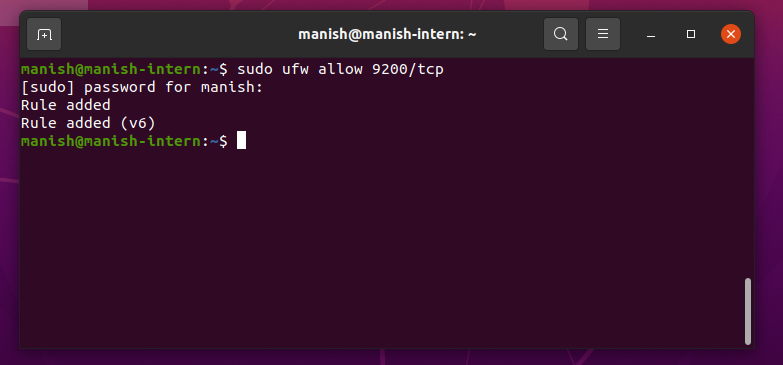 manish@manish-intern: ~
manish@manish-intern:~$ sudo ufw allow 9200/tcp
[sudo] password for manish:
Rule added
Rule added (v6)
manish@manish-intern:~$